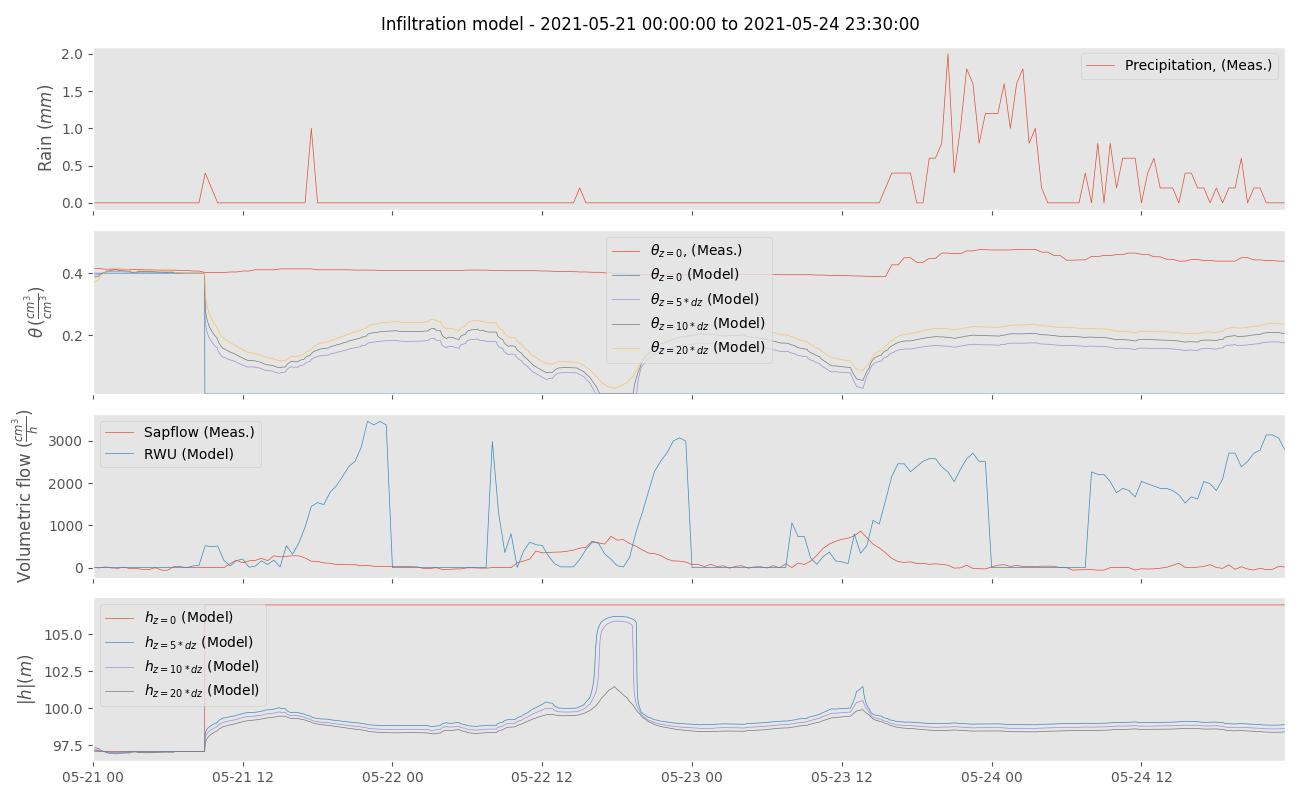 Infiltration model - 2021-05-21 00:00:00 to 2021-05-24 23:30:00
2.0
1.5
1.0
0.5
0.0
Rain (mm)
Precipitation, (Meas.)
0.4
0.2
θ (cm³/cm³)
θz=0, (Meas.)
θz=0 (Model)
θz=5*dz (Model)
θz=10*dz (Model)
θz=20*dz (Model)
3000
2000
1000
0
Volumetric flow (cm³/h)
Sapflow (Meas.)
RWU (Model)
105.0
102.5
100.0
97.5
|h|(m)
hz=0 (Model)
hz=5*dz (Model)
hz=10*dz (Model)
hz=20*dz (Model)
05-21 00 05-21 12 05-22 00 05-22 12 05-23 00 05-23 12 05-24 00 05-24 12